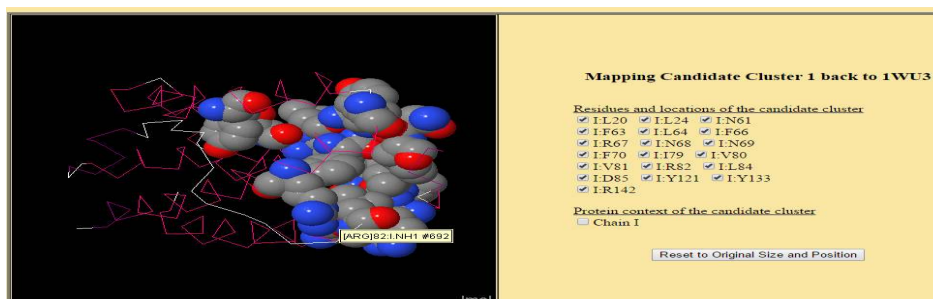 Mapping Candidate Cluster 1 back to 1WU3
Residues and locations of the candidate cluster
I:L20 I:L24 I:N61
I:F63 I:L64 I:F66
I:R67 I:N68 I:N69
I:F70 I:I79 I:V80
I:V81 I:R82 I:L84
I:D85 I:Y121 I:Y133
I:R142
Protein context of the candidate cluster
Chain I
[ARG]82:I.NH1 #692
Reset to Original Size and Position